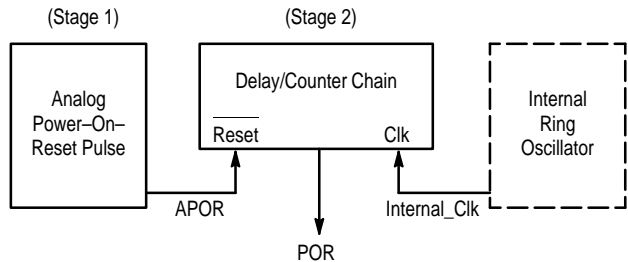 (Stage 1)
(Stage 2)
Analog
Power–On–
Reset Pulse
Delay/Counter Chain
Reset
Clk
Internal
Ring
Oscillator
APOR
Internal_Clk
POR